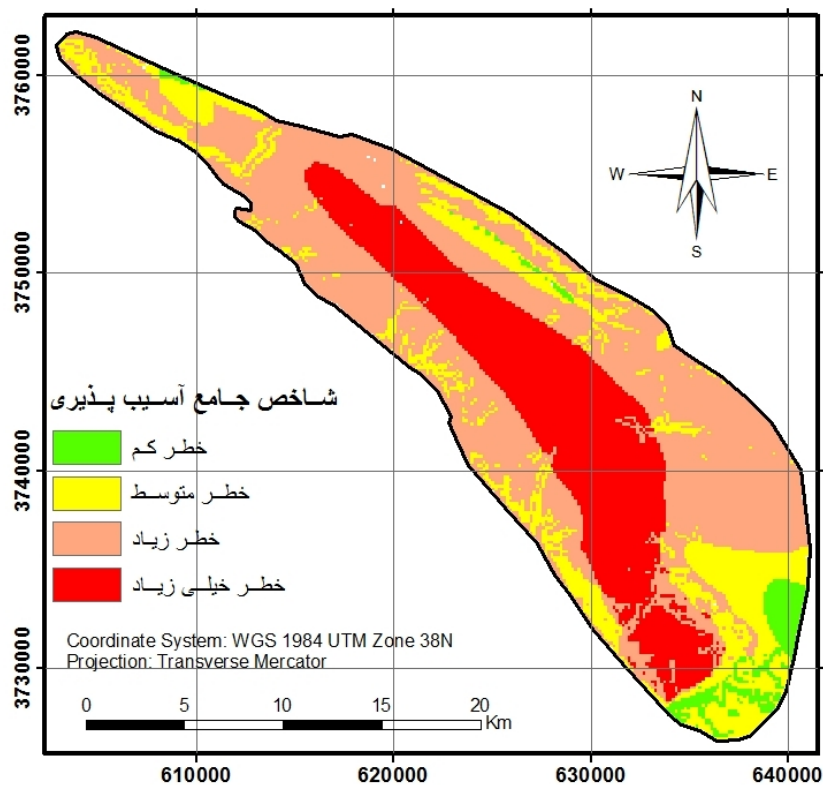 3760000
3750000
3740000
3730000
N
W E
S
شاخص جامع آسیب پذیری
خطر کم
خطر متوسط
خطر زیاد
خطر خیلی زیاد
Coordinate System: WGS 1984 UTM Zone 38N
Projection: Transverse Mercator
0 5 10 15 20
Km
610000 620000 630000 640000